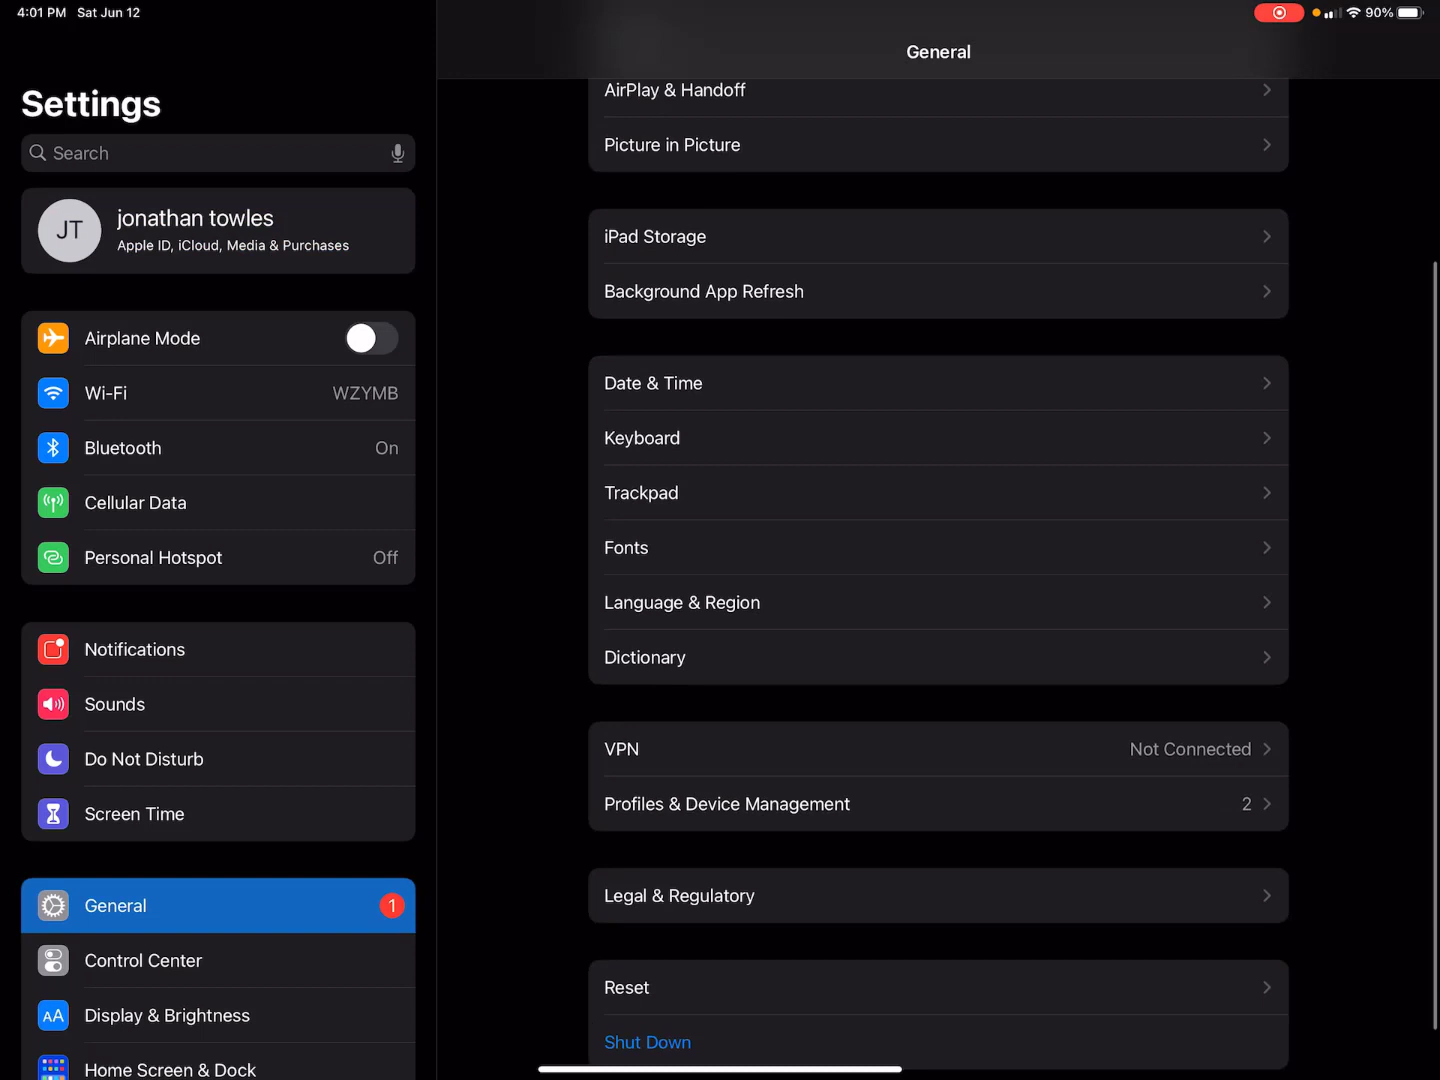 4:01 PM Sat Jun 12
90%
Settings
Search
JT
jonathan towles
Apple ID, iCloud, Media & Purchases
Airplane Mode
Wi-Fi WZYMB
Bluetooth On
Cellular Data
Personal Hotspot Off
Notifications
Sounds
Do Not Disturb
Screen Time
General 1
Control Center
AA Display & Brightness
Home Screen & Dock
General
AirPlay & Handoff
Picture in Picture
iPad Storage
Background App Refresh
Date & Time
Keyboard
Trackpad
Fonts
Language & Region
Dictionary
VPN Not Connected
Profiles & Device Management 2
Legal & Regulatory
Reset
Shut Down